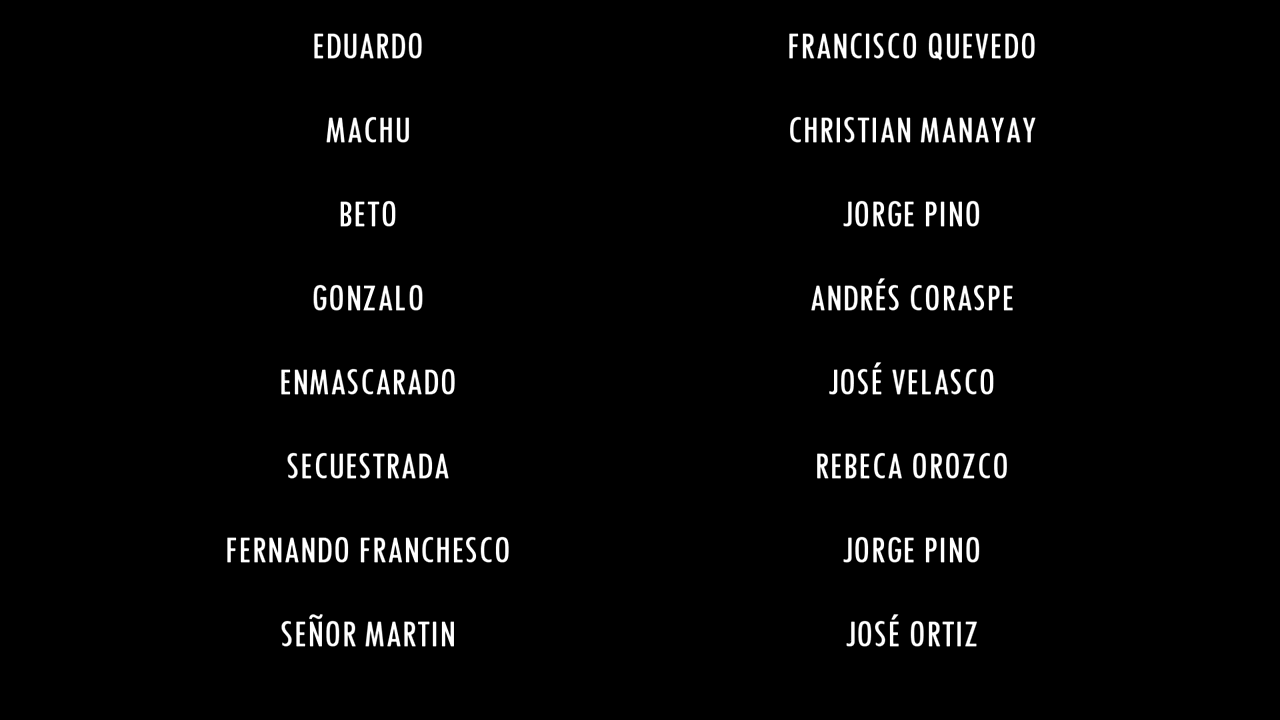 EDUARDO FRANCISCO QUEVEDO
MACHU CHRISTIAN MANAYAY
BETO JORGE PINO
GONZALO ANDRÉS CORASPE
ENMASCARADO JOSÉ VELASCO
SECUESTRADA REBECA OROZCO
FERNANDO FRANCHESCO JORGE PINO
SEÑOR MARTIN JOSÉ ORTIZ